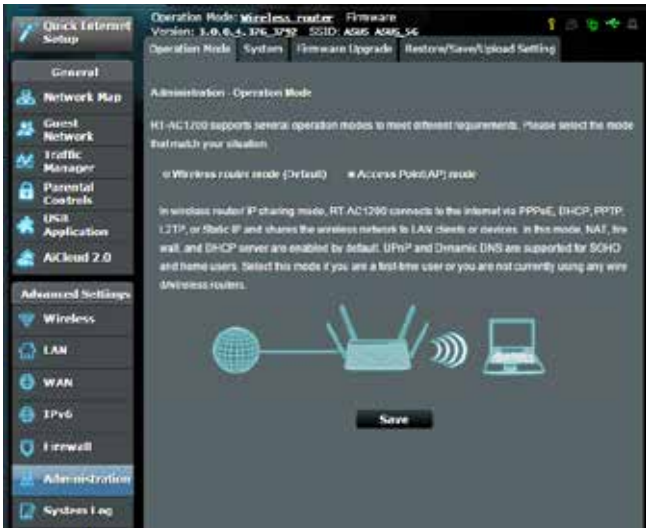 Quick Internet
Setup
Operation Mode: Wireless router Firmware
Version: 3.0.0.4.376_3792 SSID: ASUS ASUS_5G
Operation Mode System Firmware Upgrade Restore/Save/Upload Setting
General
Network Map
Guest
Network
Traffic
Manager
Parental
Controls
USB
Application
AiCloud 2.0
Advanced Settings
Wireless
LAN
WAN
IPv6
Firewall
Administration
System Log
Administration - Operation Mode
RT-AC1200 supports several operation modes to meet different requirements. Please select the mode
that match your situation.
Wireless router mode (Default) Access Point(AP) mode
In wireless router/ IP sharing mode, RT-AC1200 connects to the internet via PPPoE, DHCP, PPTP,
L2TP, or Static IP and shares the wireless network to LAN clients or devices. In this mode, NAT, fire
wall, and DHCP server are enabled by default. UPnP and Dynamic DNS are supported for SOHO
and home users. Select this mode if you are a first-time user or you are not currently using any wire
d/wireless routers.
Save